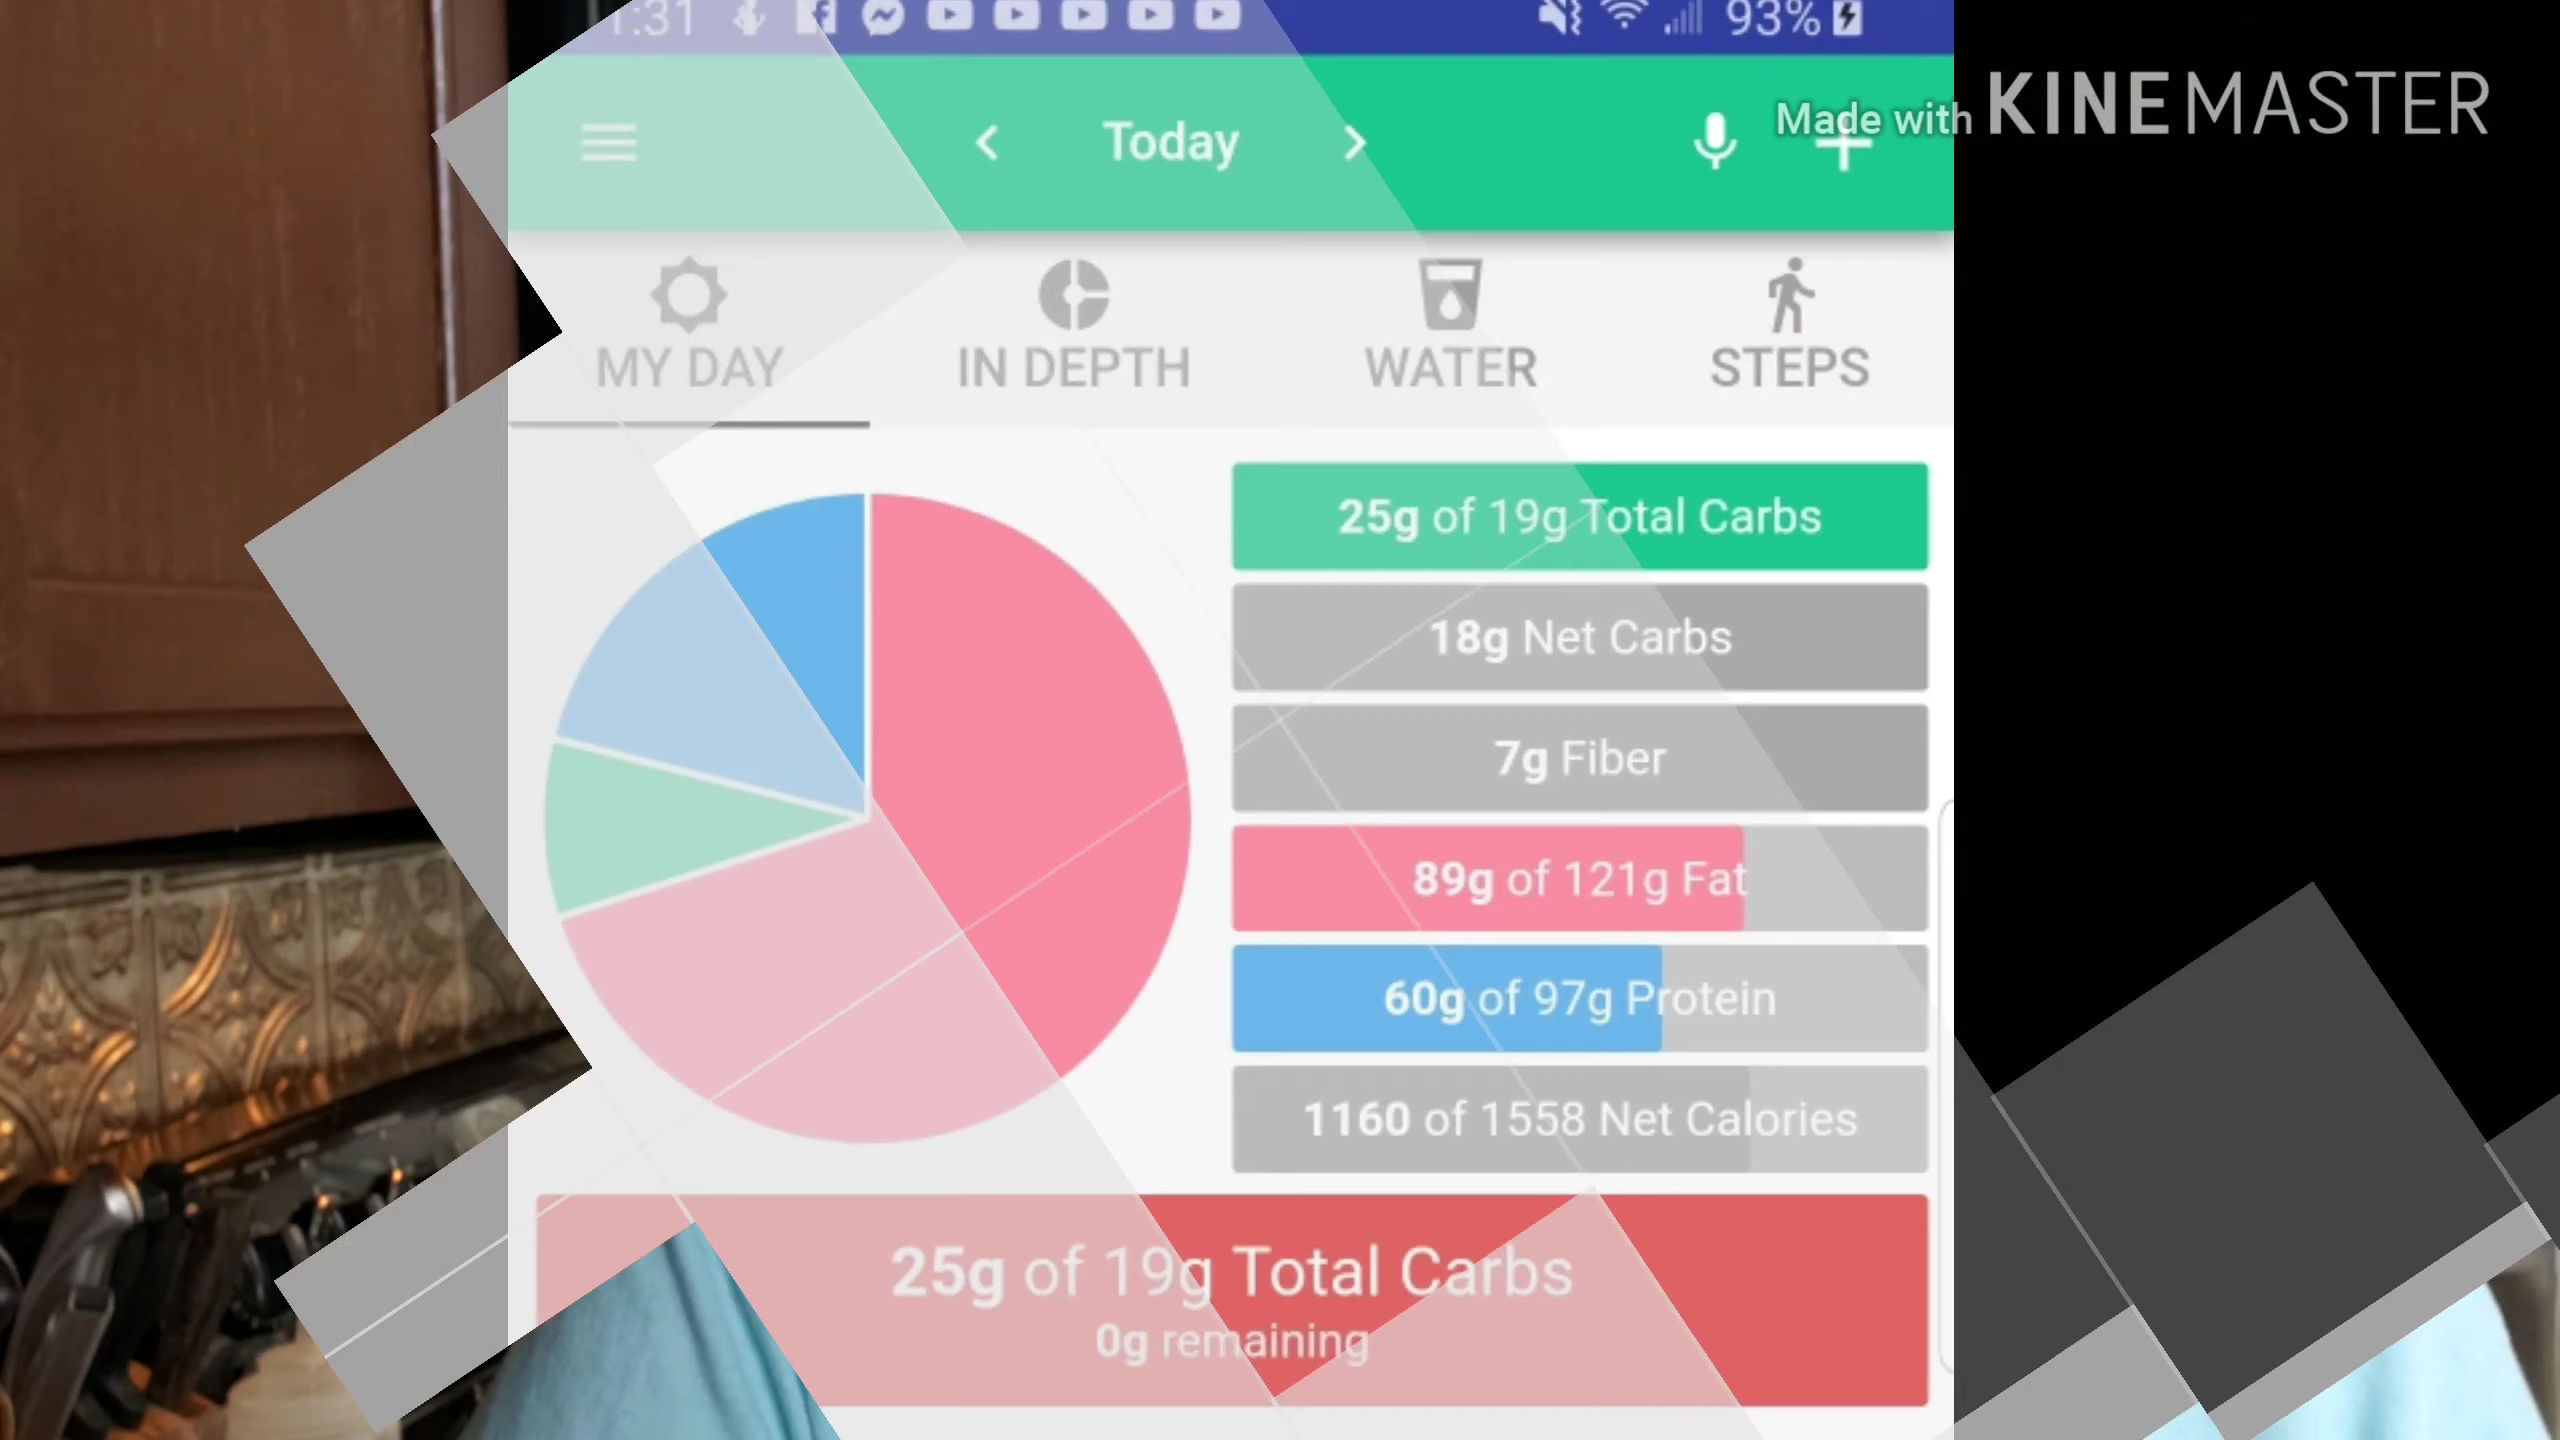 1:31 93%
Made with KINEMASTER
Today
MY DAY IN DEPTH WATER STEPS
25g of 19g Total Carbs
18g Net Carbs
7g Fiber
89g of 121g Fat
60g of 97g Protein
1160 of 1558 Net Calories
25g of 19g Total Carbs
0g remaining